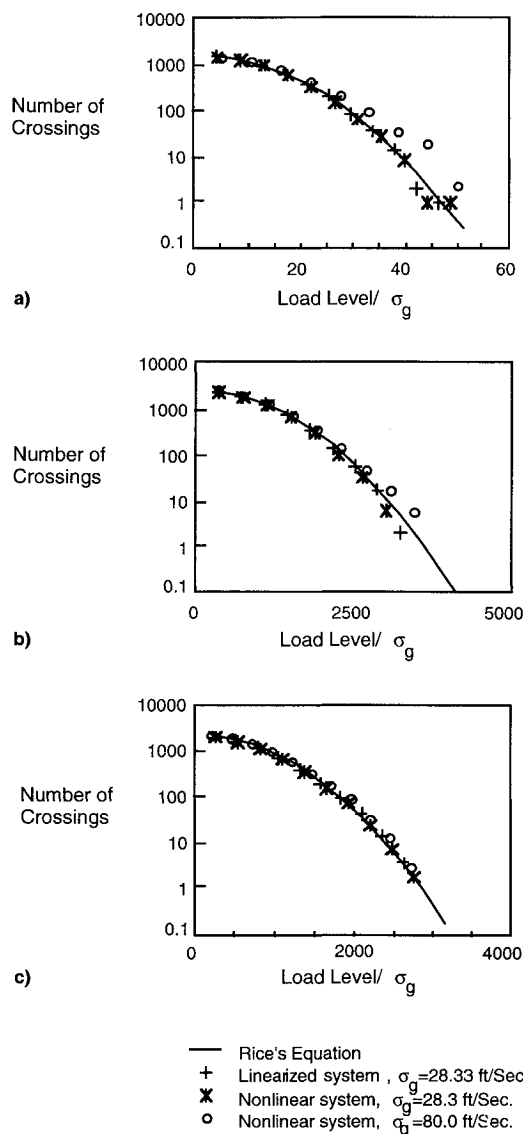 10000
1000
Number of
Crossings
100
10
1
0.1
0 20 40 60
a) Load Level/ σg
10000
1000
Number of
Crossings
100
10
1
0.1
0 2500 5000
b) Load Level/ σg
10000
1000
Number of
Crossings
100
10
1
0.1
0 2000 4000
c) Load Level/ σg
Rice's Equation
Linearized system , σg=28.33 ft/Sec
Nonlinear system, σg=28.3 ft/Sec.
Nonlinear system, σg=80.0 ft/Sec.